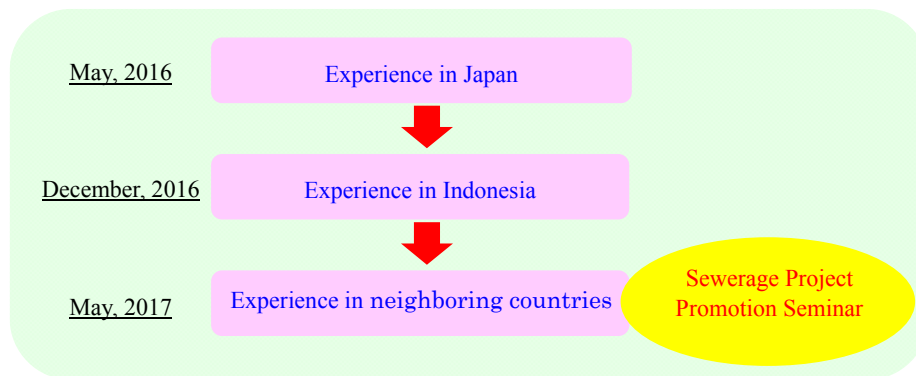 May, 2016
Experience in Japan
December, 2016
Experience in Indonesia
May, 2017
Experience in neighboring countries
Sewerage Project
Promotion Seminar